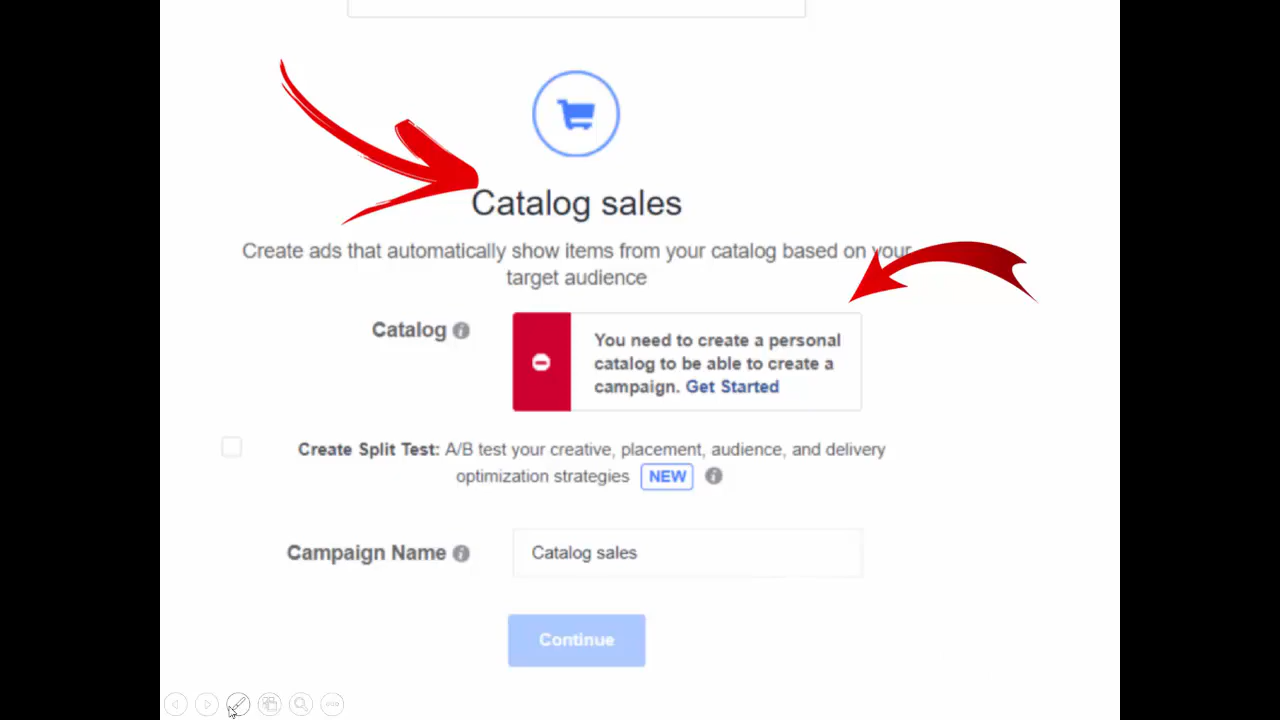 Catalog sales
Create ads that automatically show items from your catalog based on your
target audience
Catalog
You need to create a personal
catalog to be able to create a
campaign. Get Started
Create Split Test: A/B test your creative, placement, audience, and delivery
optimization strategies NEW
Campaign Name Catalog sales
Continue